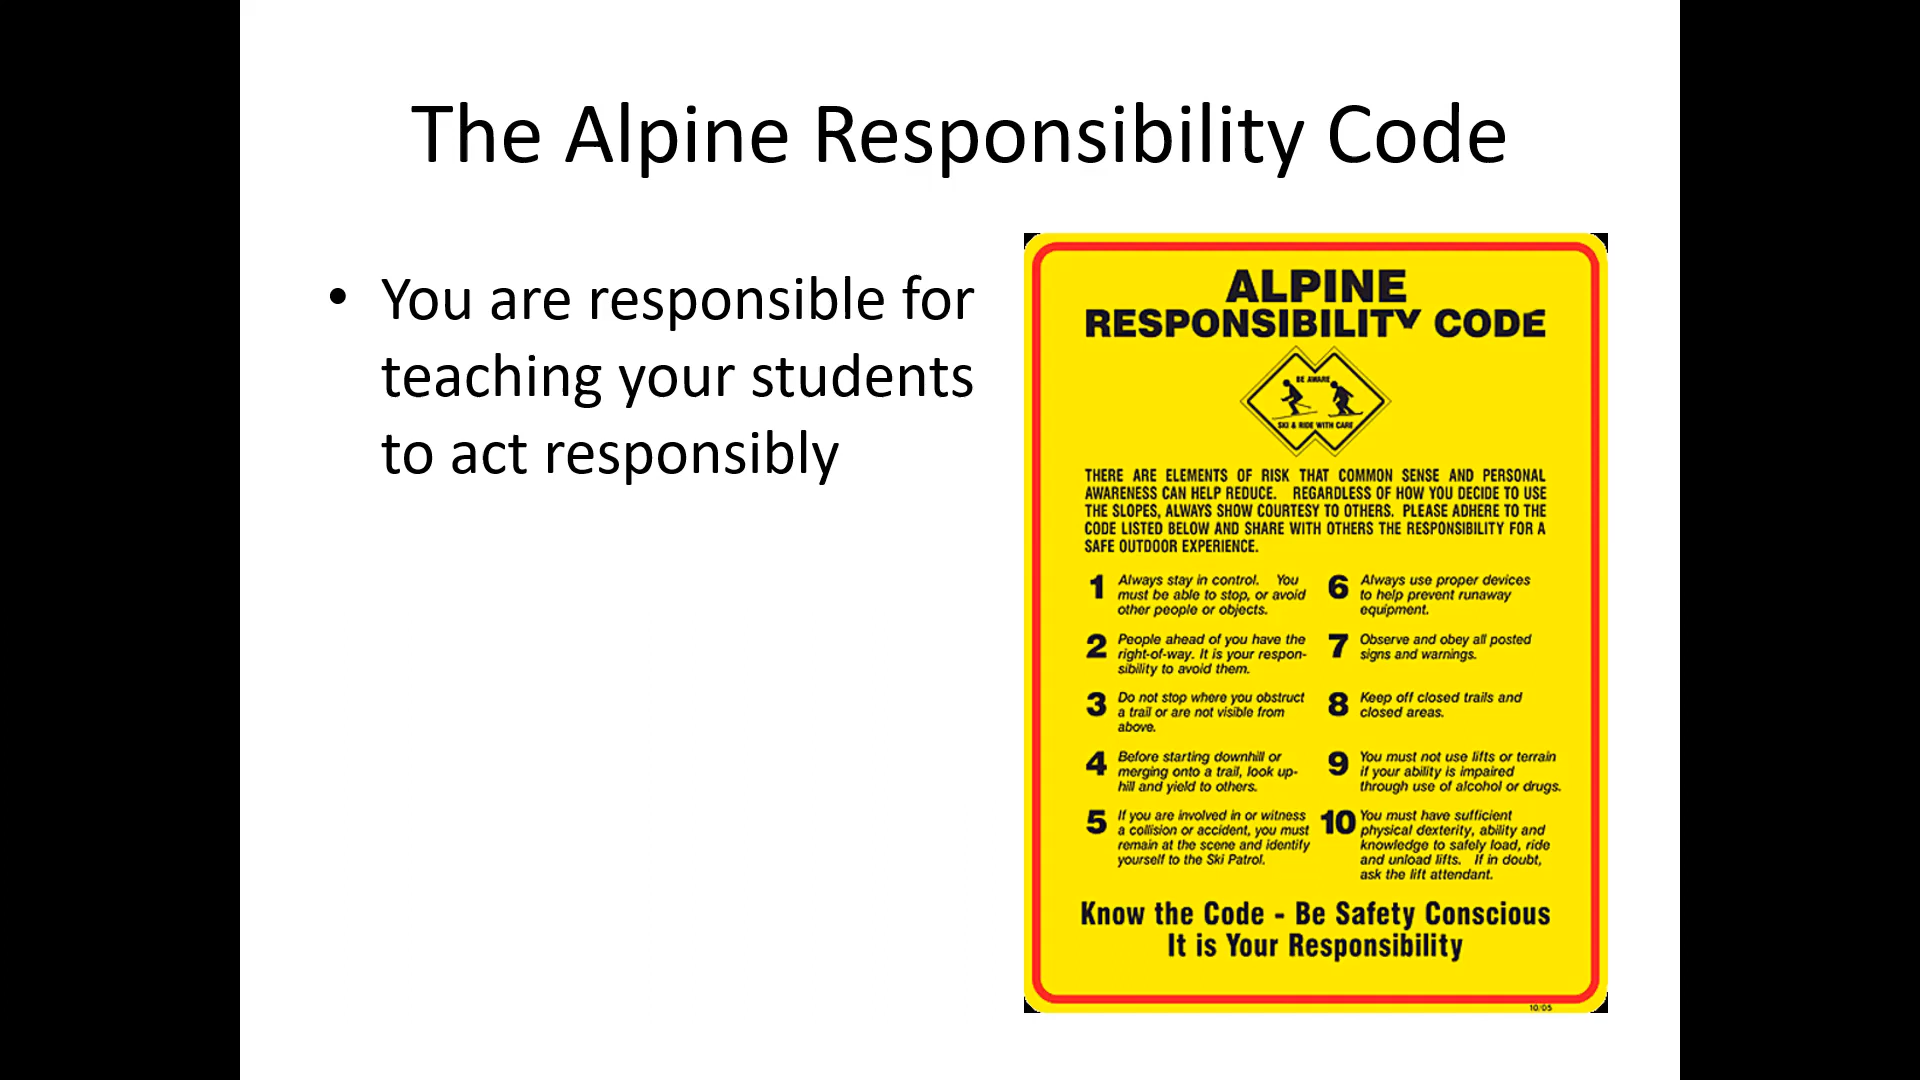 The Alpine Responsibility Code
• You are responsible for
teaching your students
to act responsibly
ALPINE
RESPONSIBILITY CODE
BE AWARE
SKI & RIDE WITH CARE
THERE ARE ELEMENTS OF RISK THAT COMMON SENSE AND PERSONAL
AWARENESS CAN HELP REDUCE. REGARDLESS OF HOW YOU DECIDE TO USE
THE SLOPES, ALWAYS SHOW COURTESY TO OTHERS. PLEASE ADHERE TO THE
CODE LISTED BELOW AND SHARE WITH OTHERS THE RESPONSIBILITY FOR A
SAFE OUTDOOR EXPERIENCE.
1 Always stay in control. You
must be able to stop, or avoid
other people or objects.
2 People ahead of you have the
right-of-way. It is your respon-
sibility to avoid them.
3 Do not stop where you obstruct
a trail or are not visible from
above.
4 Before starting downhill or
merging onto a trail, look up-
hill and yield to others.
5 If you are involved in or witness
a collision or accident, you must
remain at the scene and identify
yourself to the Ski Patrol.
6 Always use proper devices
to help prevent runaway
equipment.
7 Observe and obey all posted
signs and warnings.
8 Keep off closed trails and
closed areas.
9 You must not use lifts or terrain
if your ability is impaired
through use of alcohol or drugs.
10 You must have sufficient
physical dexterity, ability and
knowledge to safely load, ride
and unload lifts. If in doubt,
ask the lift attendant.
Know the Code - Be Safety Conscious
It is Your Responsibility
10/05